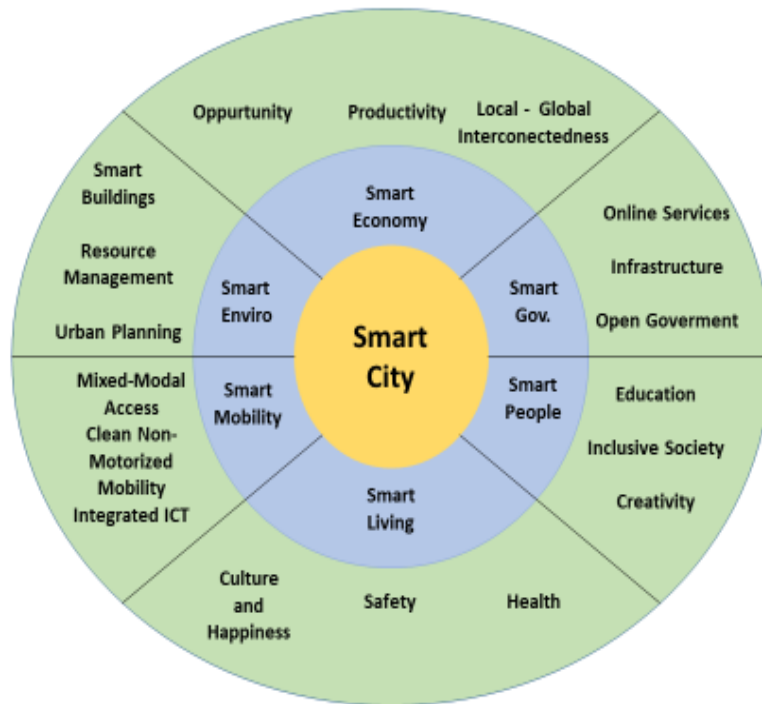 Oppurtunity
Productivity
Local - Global
Interconectedness
Smart
Buildings
Resource
Management
Urban Planning
Smart
Economy
Smart
Enviro
Smart
Gov.
Online Services
Infrastructure
Open Goverment
Smart
City
Mixed-Modal
Access
Clean Non-
Motorized
Mobility
Integrated ICT
Smart
Mobility
Smart
People
Education
Inclusive Society
Creativity
Smart
Living
Culture
and
Happiness
Safety
Health